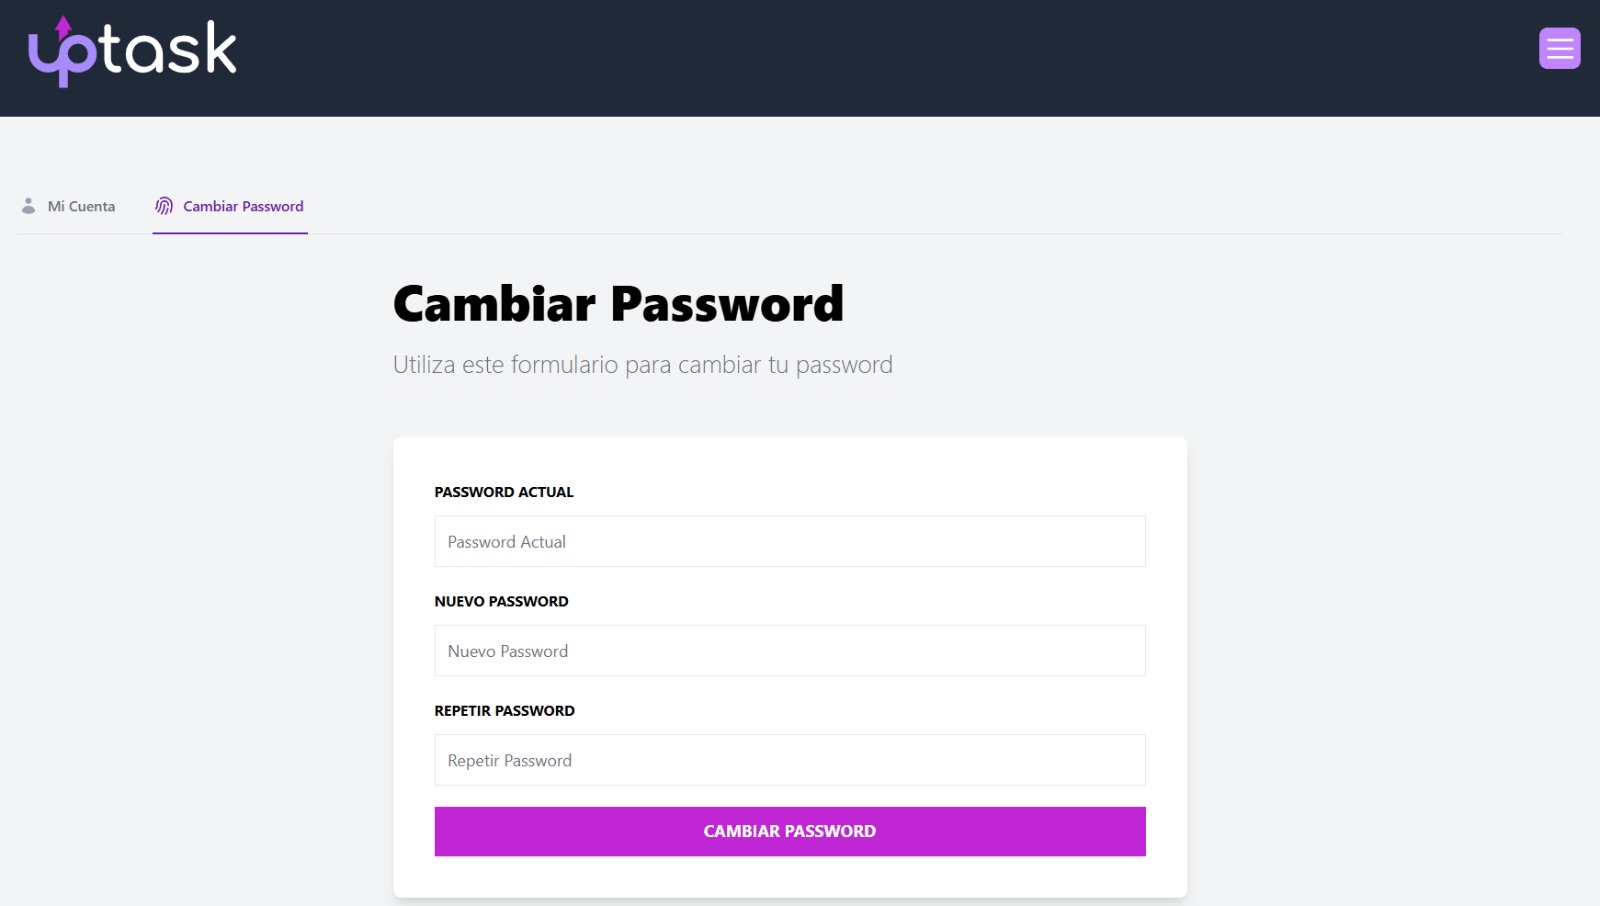 uptask
Mi Cuenta
Cambiar Password
Cambiar Password
Utiliza este formulario para cambiar tu password
PASSWORD ACTUAL
Password Actual
NUEVO PASSWORD
Nuevo Password
REPETIR PASSWORD
Repetir Password
CAMBIAR PASSWORD